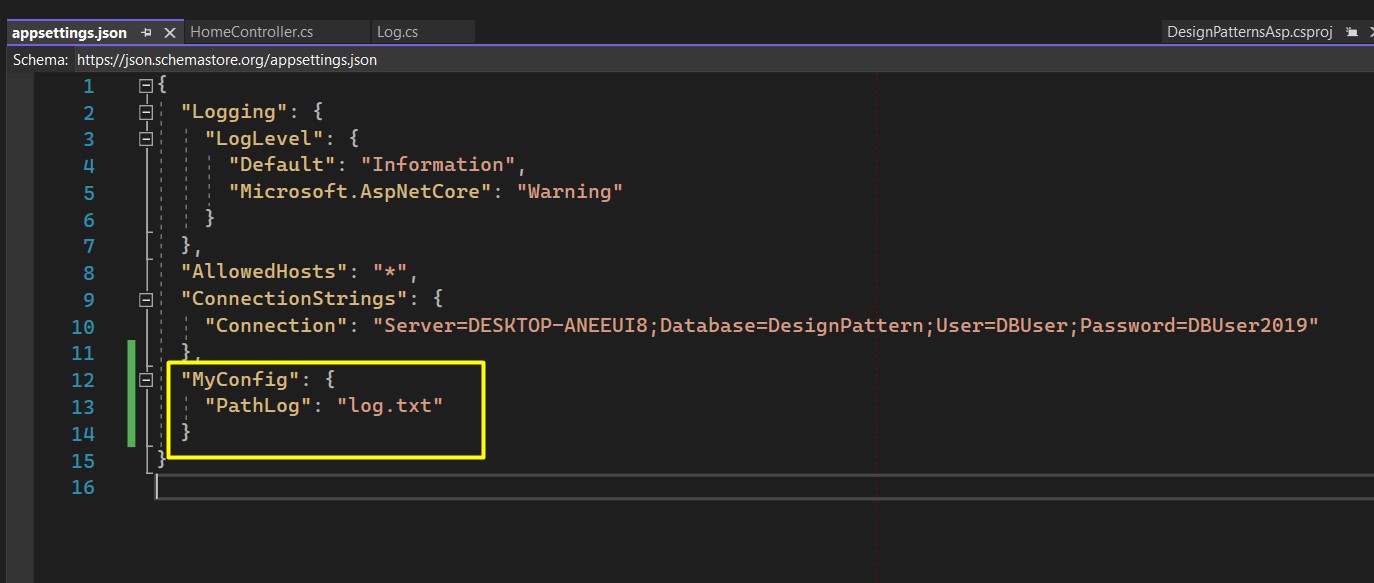 appsettings.json HomeController.cs Log.cs DesignPatternsAsp.csproj
Schema: https://json.schemastore.org/appsettings.json
1 {
2 "Logging": {
3 "LogLevel": {
4 "Default": "Information",
5 "Microsoft.AspNetCore": "Warning"
6 }
7 },
8 "AllowedHosts": "*",
9 "ConnectionStrings": {
10 "Connection": "Server=DESKTOP-ANEEUI8;Database=DesignPattern;User=DBUser;Password=DBUser2019"
11 },
12 "MyConfig": {
13 "PathLog": "log.txt"
14 }
15 }
16